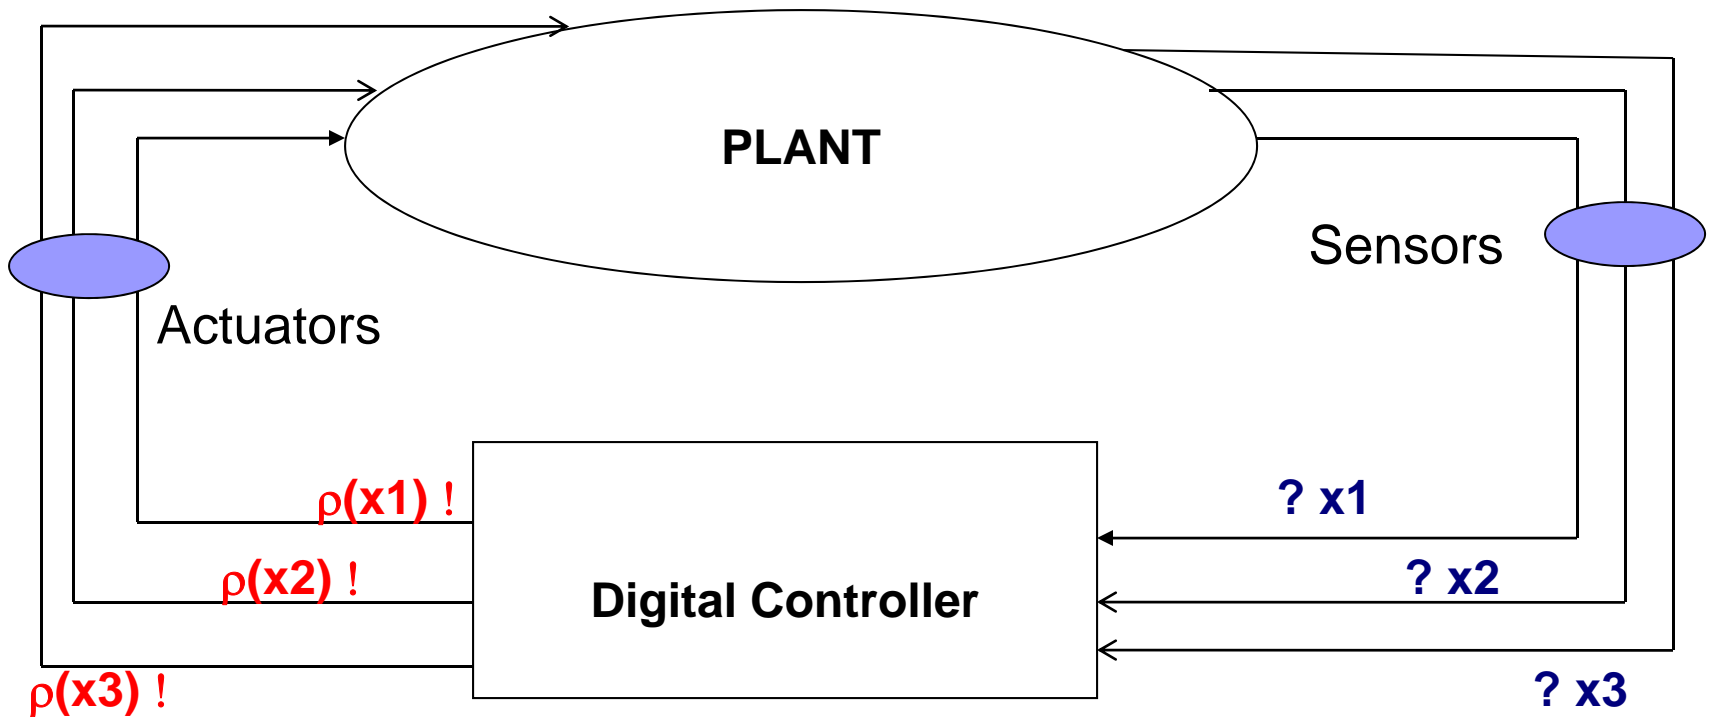 PLANT
Sensors
Actuators
ρ(x1) !
? x1
ρ(x2) !
? x2
Digital Controller
ρ(x3) !
? x3